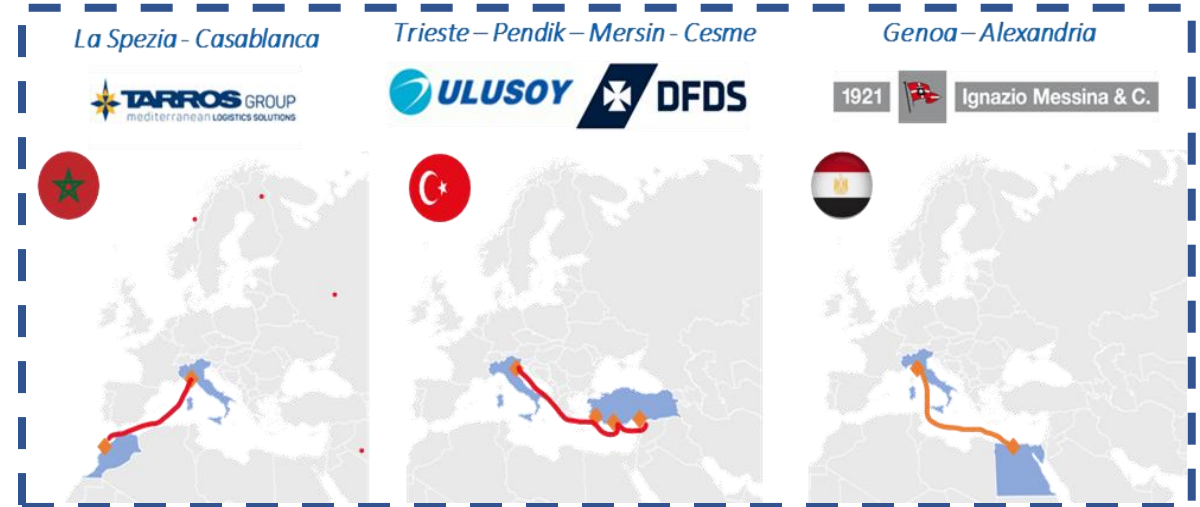 La Spezia - Casablanca
TARROS GROUP
mediterranean LOGISTICS SOLUTIONS
Trieste – Pendik – Mersin - Cesme
ULUSOY
DFDS
Genoa – Alexandria
1921
Ignazio Messina & C.